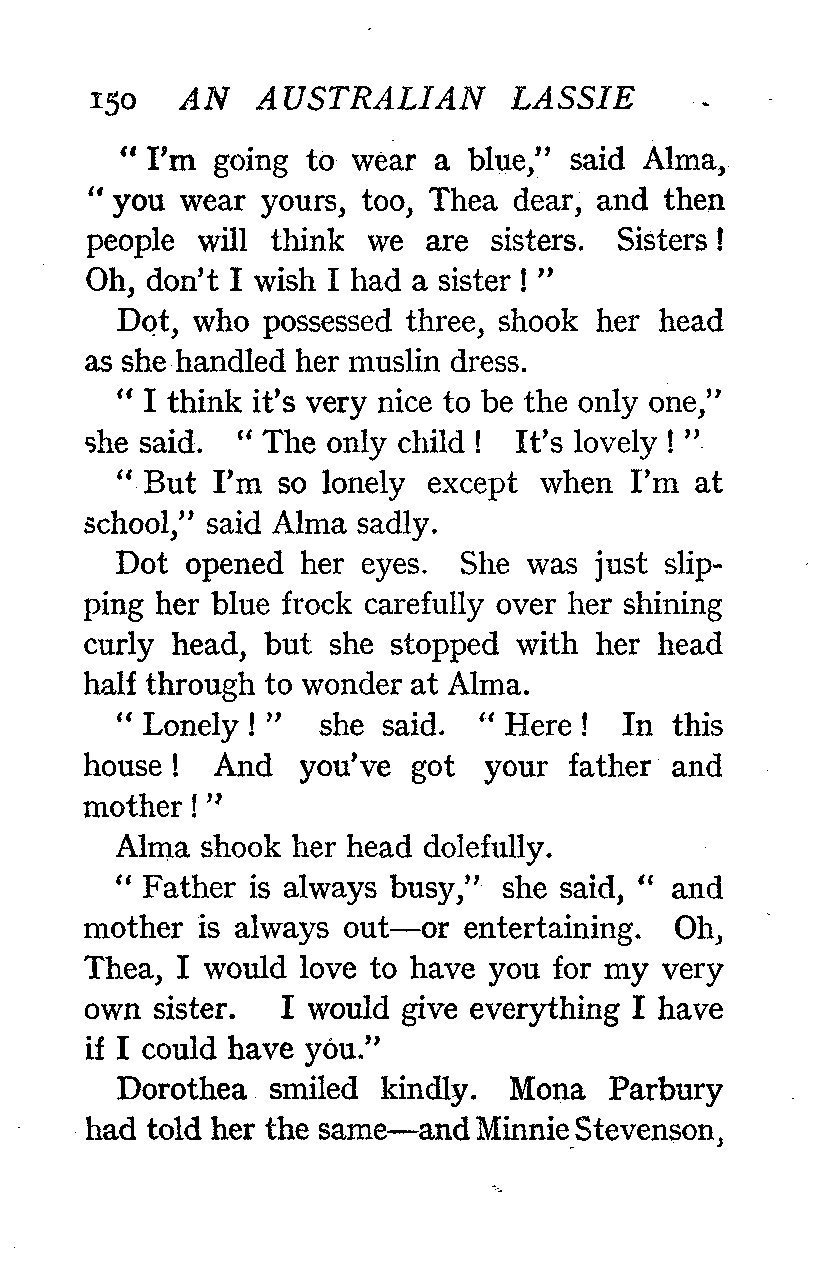 150 AN AUSTRALIAN LASSIE
“ I’m going to wear a blue,” said Alma,
“ you wear yours, too, Thea dear, and then
people will think we are sisters. Sisters !
Oh, don’t I wish I had a sister ! ”
Dot, who possessed three, shook her head
as she handled her muslin dress.
“ I think it’s very nice to be the only one,”
she said. “ The only child ! It’s lovely ! ”
“ But I’m so lonely except when I’m at
school,” said Alma sadly.
Dot opened her eyes. She was just slip-
ping her blue frock carefully over her shining
curly head, but she stopped with her head
half through to wonder at Alma.
“ Lonely ! ” she said. “ Here ! In this
house ! And you’ve got your father and
mother ! ”
Alma shook her head dolefully.
“ Father is always busy,” she said, “ and
mother is always out—or entertaining. Oh,
Thea, I would love to have you for my very
own sister. I would give everything I have
if I could have you.”
Dorothea smiled kindly. Mona Parbury
had told her the same—and Minnie Stevenson,